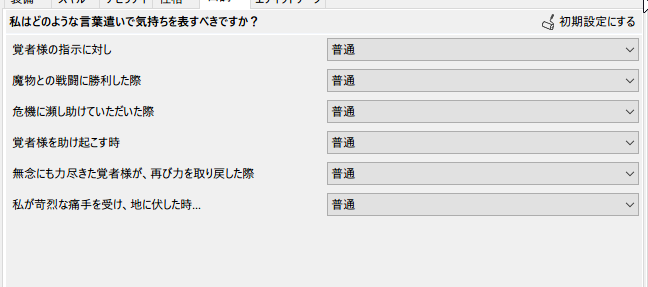 私はどのような言葉遣いで気持ちを表すべきですか？
初期設定にする
覚者様の指示に対し
普通
魔物との戦闘に勝利した際
普通
危機に瀕し助けていただいた際
普通
覚者様を助け起こす時
普通
無念にも力尽きた覚者様が、再び力を取り戻した際
普通
私が苛烈な痛手を受け、地に伏した時...
普通